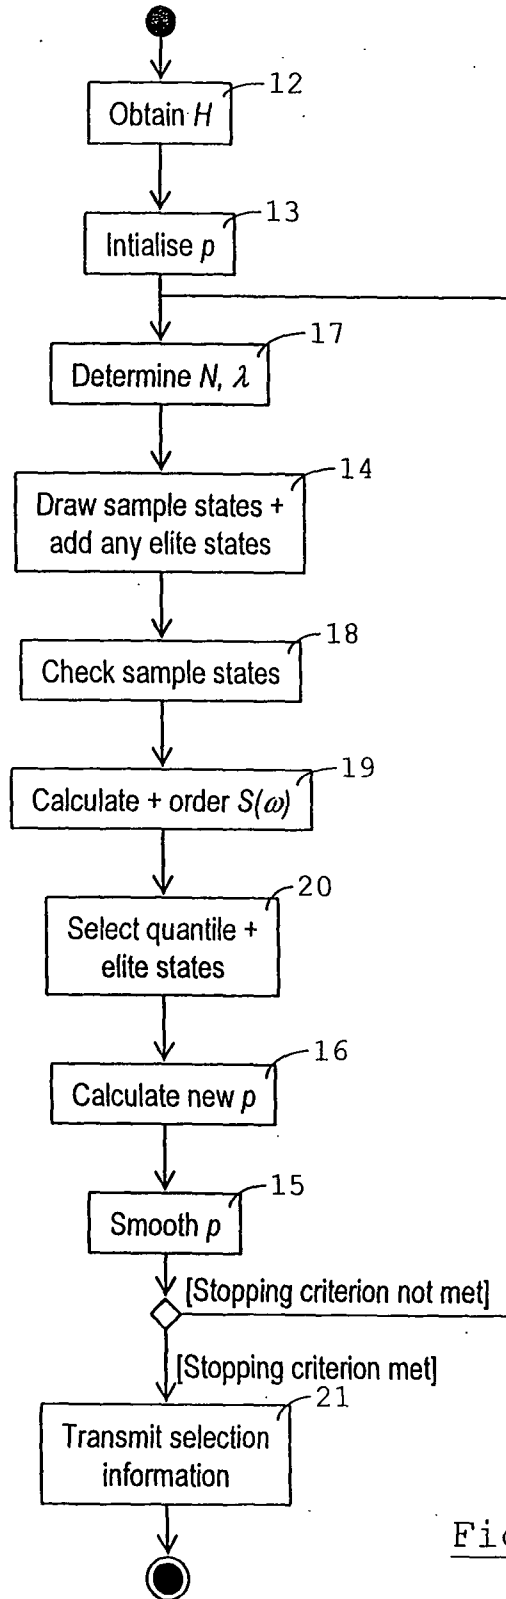 12
Obtain H
13
Intialise p
17
Determine N, λ
14
Draw sample states +
add any elite states
18
Check sample states
19
Calculate + order S(ω)
20
Select quantile +
elite states
16
Calculate new p
15
Smooth p
[Stopping criterion not met]
[Stopping criterion met]
21
Transmit selection
information